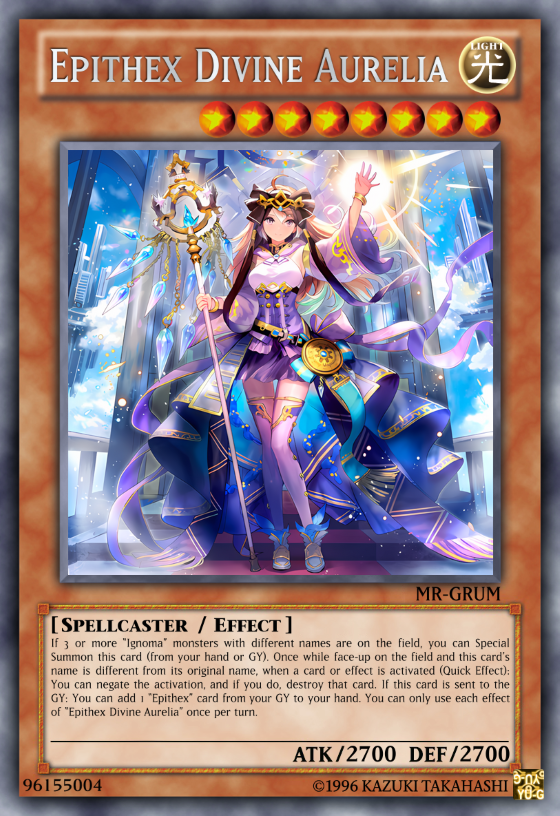 Epithex Divine Aurelia
LIGHT
光
MR-GRUM
[ Spellcaster / Effect ]
If 3 or more "Ignoma" monsters with different names are on the field, you can Special
Summon this card (from your hand or GY). Once while face-up on the field and this card's
name is different from its original name, when a card or effect is activated (Quick Effect):
You can negate the activation, and if you do, destroy that card. If this card is sent to the
GY: You can add 1 "Epithex" card from your GY to your hand. You can only use each effect
of "Epithex Divine Aurelia" once per turn.
ATK/2700 DEF/2700
96155004
©1996 KAZUKI TAKAHASHI